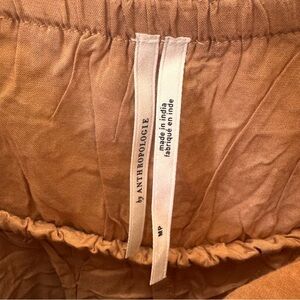 by ANTHROPOLOGIE
made in india
fabriqué en inde
MP